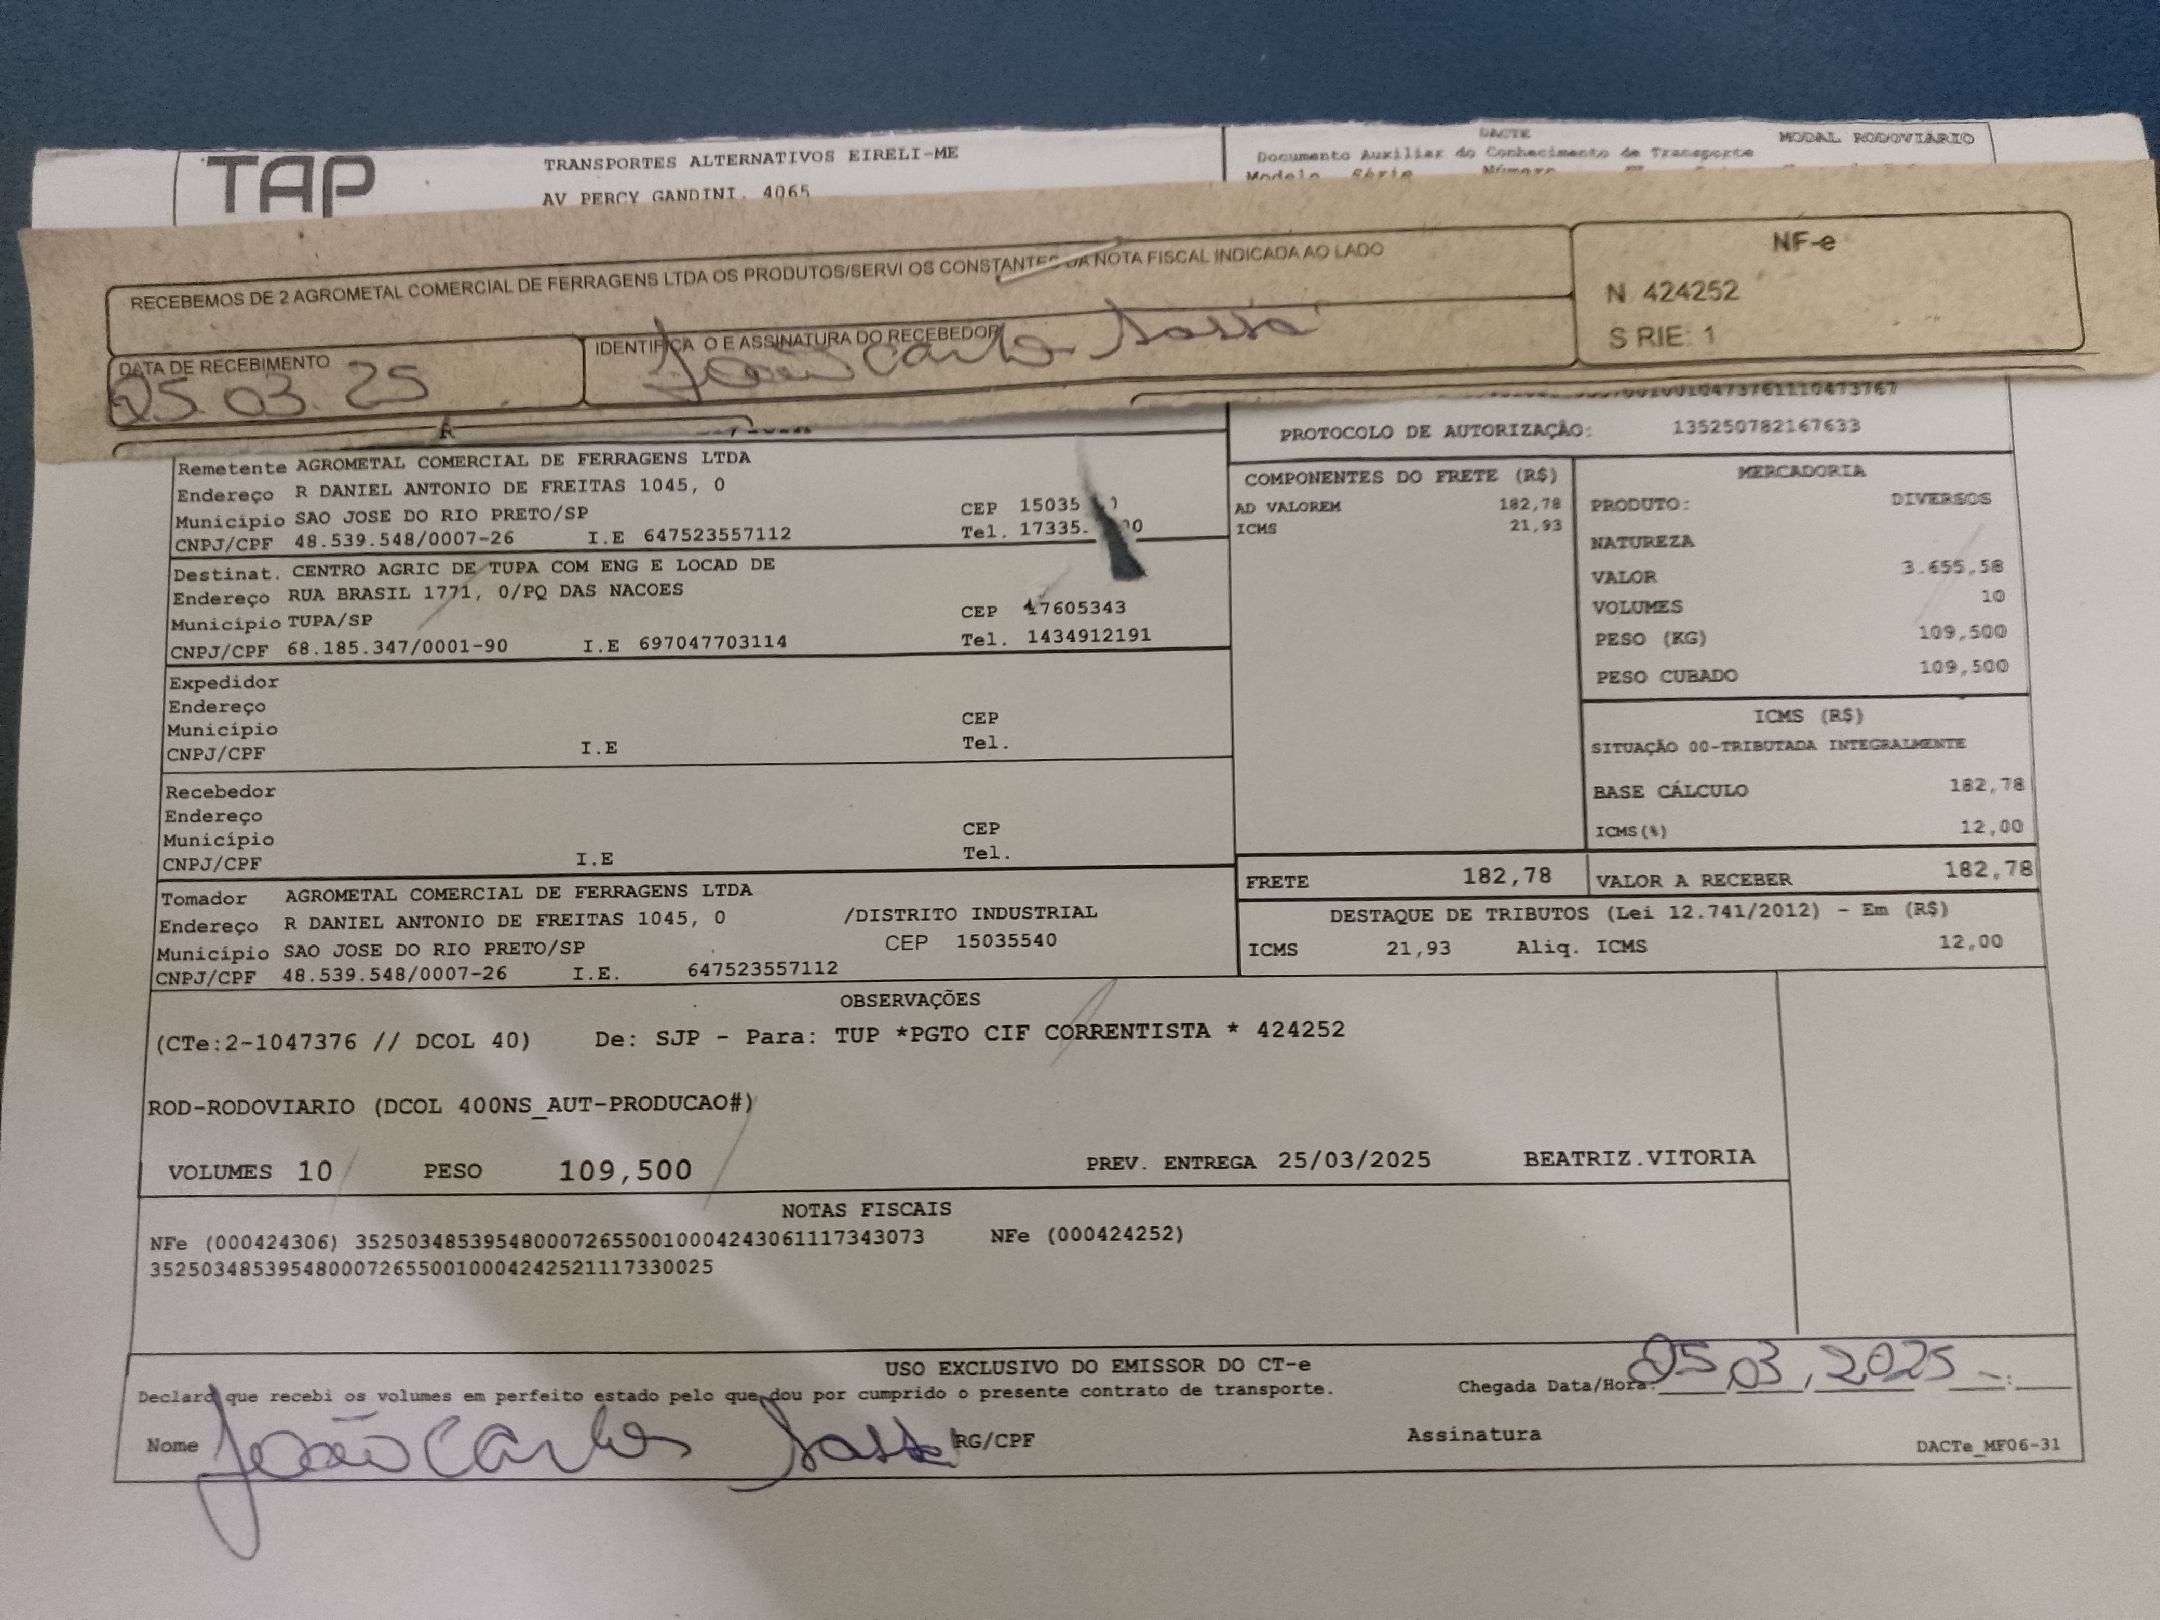 TAP
TRANSPORTES ALTERNATIVOS EIRELI-ME
AV PERCY GANDINI, 4065
DACTE
MODAL RODOVIÁRIO
Documento Auxiliar do Conhecimento de Transporte
Modelo Série Número
RECEBEMOS DE 2 AGROMETAL COMERCIAL DE FERRAGENS LTDA OS PRODUTOS/SERVI OS CONSTANTES DA NOTA FISCAL INDICADA AO LADO
NF-e
N 424252
S RIE: 1
DATA DE RECEBIMENTO
25 03 25
IDENTIFICA O E ASSINATURA DO RECEBEDOR
João Carlos
PROTOCOLO DE AUTORIZAÇÃO: 135250782167633
Remetente AGROMETAL COMERCIAL DE FERRAGENS LTDA
Endereço R DANIEL ANTONIO DE FREITAS 1045, 0
Município SAO JOSE DO RIO PRETO/SP CEP 15035
CNPJ/CPF 48.539.548/0007-26 I.E 647523557112 Tel. 17335.
Destinat. CENTRO AGRIC DE TUPA COM ENG E LOCAD DE
Endereço RUA BRASIL 1771, 0/PQ DAS NACOES
Município TUPA/SP CEP 17605343
CNPJ/CPF 68.185.347/0001-90 I.E 697047703114 Tel. 1434912191
Expedidor
Endereço
Município CEP
CNPJ/CPF I.E Tel.
Recebedor
Endereço
Município CEP
CNPJ/CPF I.E Tel.
Tomador AGROMETAL COMERCIAL DE FERRAGENS LTDA
Endereço R DANIEL ANTONIO DE FREITAS 1045, 0 /DISTRITO INDUSTRIAL
Município SAO JOSE DO RIO PRETO/SP CEP 15035540
CNPJ/CPF 48.539.548/0007-26 I.E. 647523557112
COMPONENTES DO FRETE (R$)
AD VALOREM 182,78
ICMS 21,93
MERCADORIA
PRODUTO: DIVERSOS
NATUREZA
VALOR 3.655,58
VOLUMES 10
PESO (KG) 109,500
PESO CUBADO 109,500
ICMS (R$)
SITUAÇÃO 00-TRIBUTADA INTEGRALMENTE
BASE CÁLCULO 182,78
ICMS(%) 12,00
FRETE 182,78 VALOR A RECEBER 182,78
DESTAQUE DE TRIBUTOS (Lei 12.741/2012) - Em (R$)
ICMS 21,93 Aliq. ICMS 12,00
OBSERVAÇÕES
(CTe:2-1047376 // DCOL 40) De: SJP - Para: TUP *PGTO CIF CORRENTISTA * 424252
ROD-RODOVIARIO (DCOL 400NS_AUT-PRODUCAO#)
VOLUMES 10 PESO 109,500 PREV. ENTREGA 25/03/2025 BEATRIZ.VITORIA
NOTAS FISCAIS
NFe (000424306) 35250348539548000726550010004243061117343073 NFe (000424252)
35250348539548000726550010004242521117330025
USO EXCLUSIVO DO EMISSOR DO CT-e
Declaro que recebi os volumes em perfeito estado pelo que dou por cumprido o presente contrato de transporte.
Chegada Data/Hora: 25,03,2025
Nome João Carlos RG/CPF Assinatura
DACTe_MF06-31